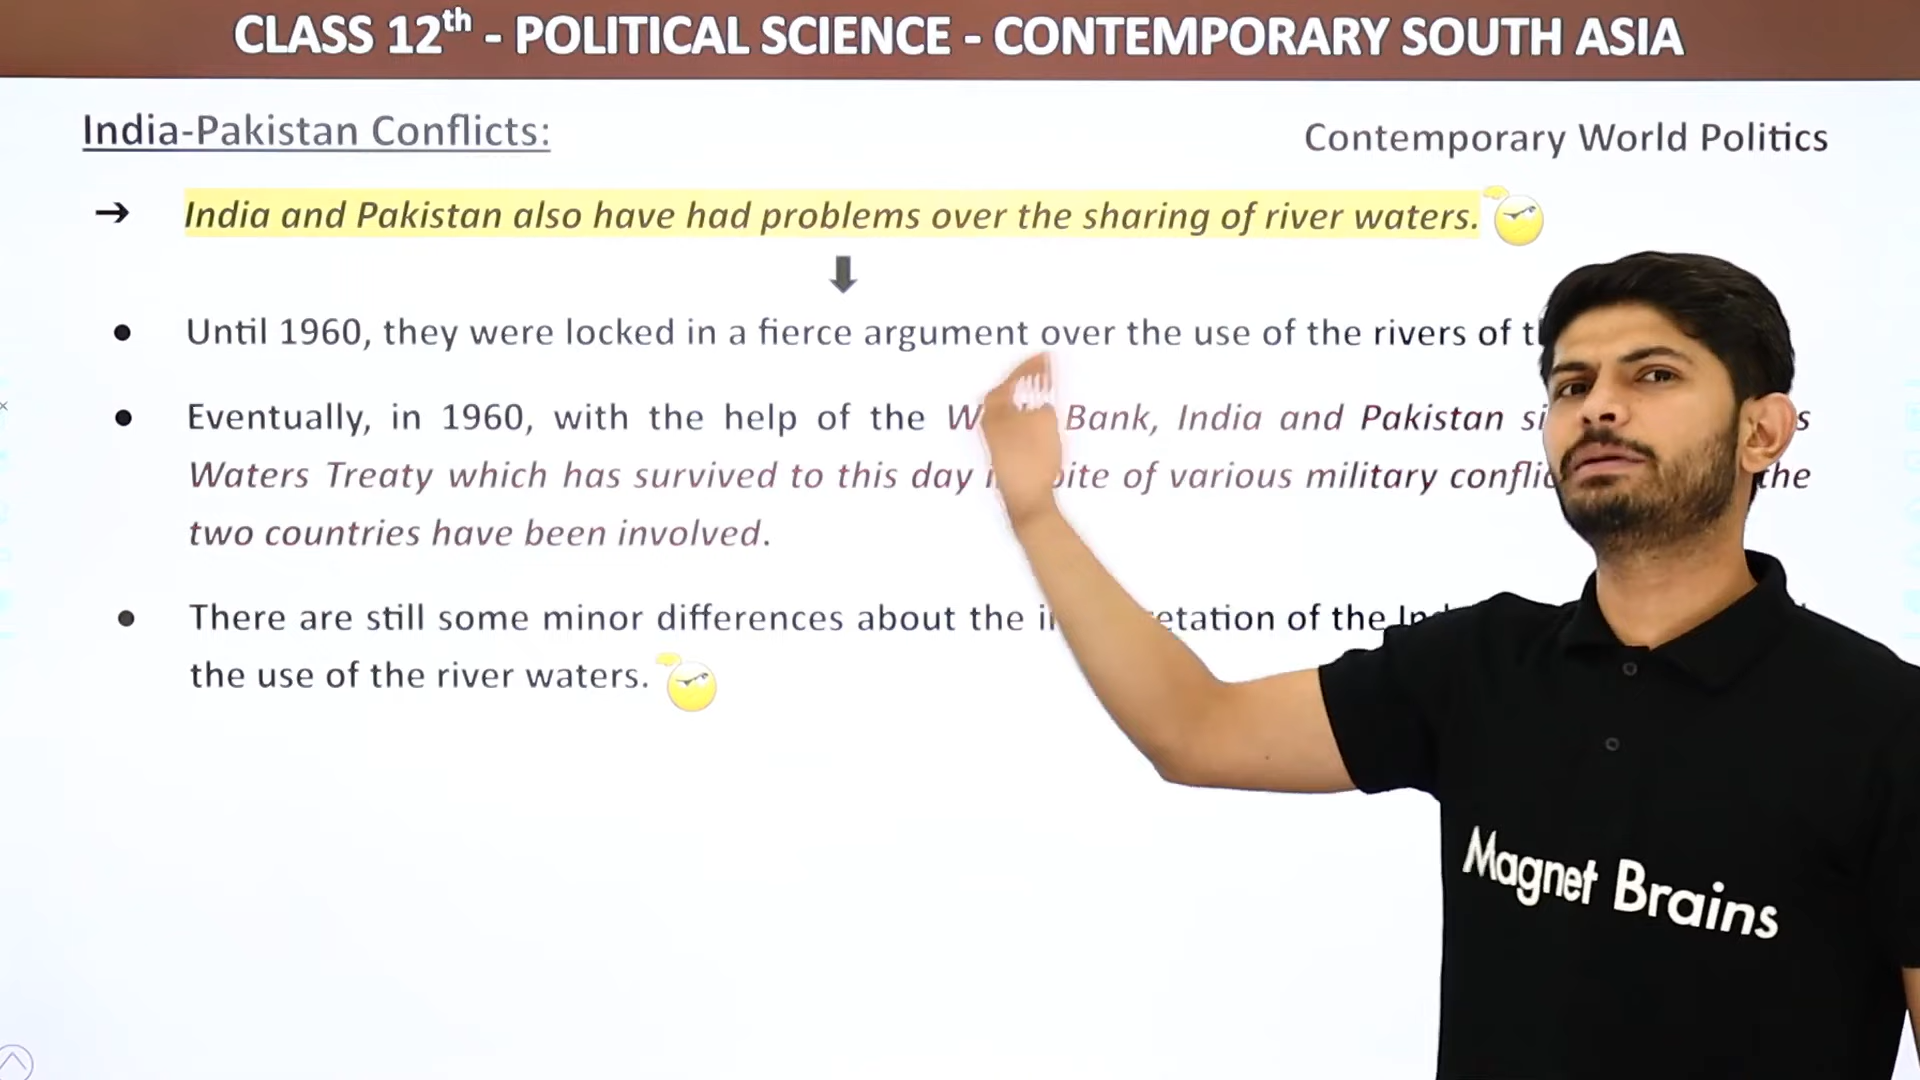 CLASS 12th - POLITICAL SCIENCE - CONTEMPORARY SOUTH ASIA
India-Pakistan Conflicts:
Contemporary World Politics
➔ India and Pakistan also have had problems over the sharing of river waters.
● Until 1960, they were locked in a fierce argument over the use of the rivers of
● Eventually, in 1960, with the help of the Bank, India and Pakistan
Waters Treaty which has survived to this day of various military the
two countries have been involved.
● There are still some minor differences about the of the
the use of the river waters.
Magnet Brains